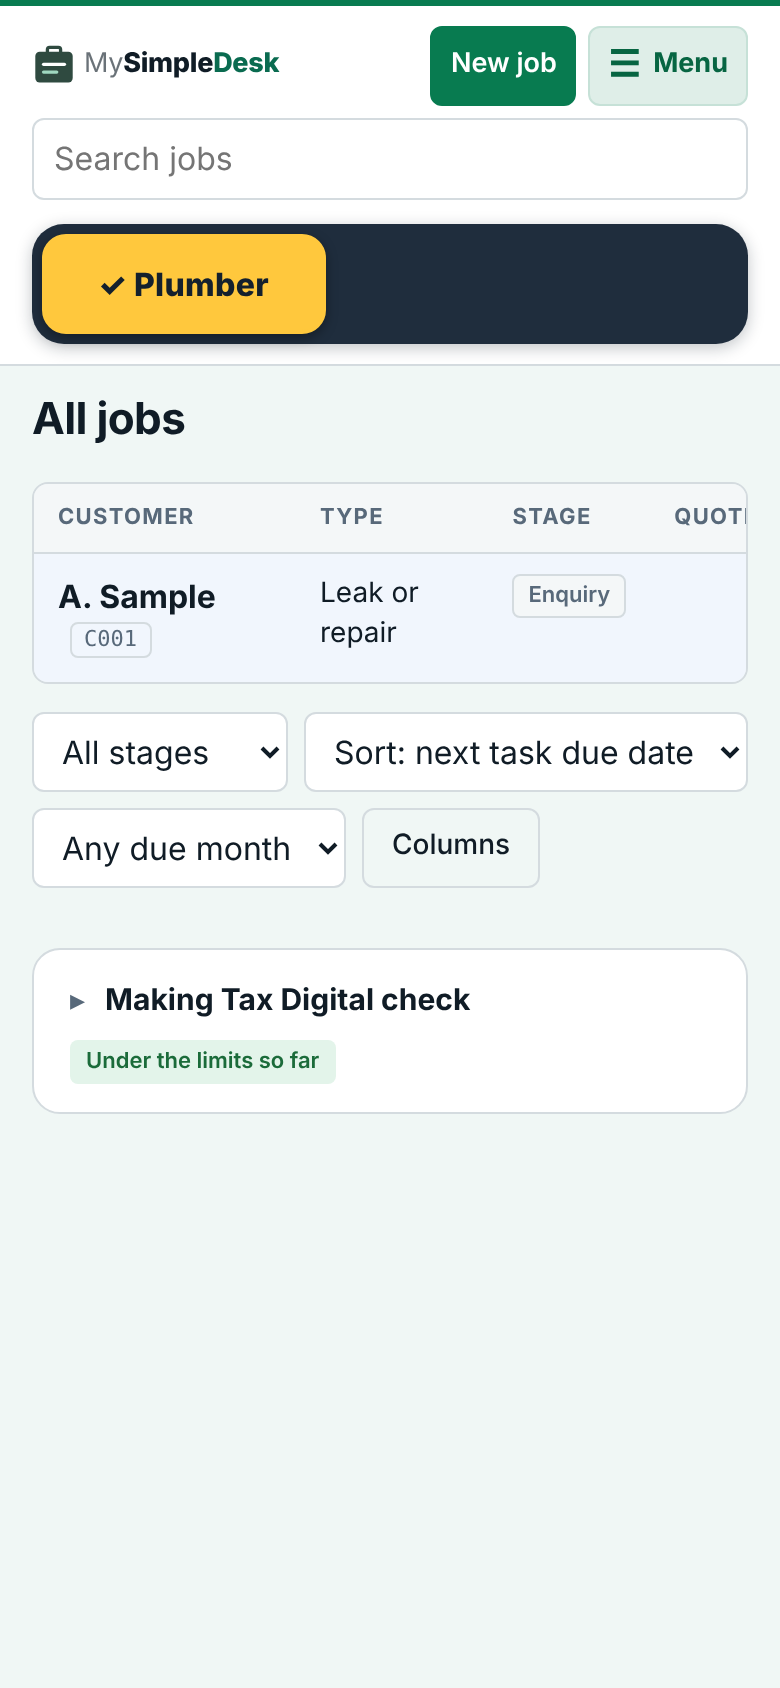 MySimpleDesk
New job
Menu
Search jobs
✓ Plumber
All jobs
CUSTOMER TYPE STAGE QUOT
A. Sample
C001
Leak or
repair
Enquiry
All stages
Sort: next task due date
Any due month
Columns
Making Tax Digital check
Under the limits so far